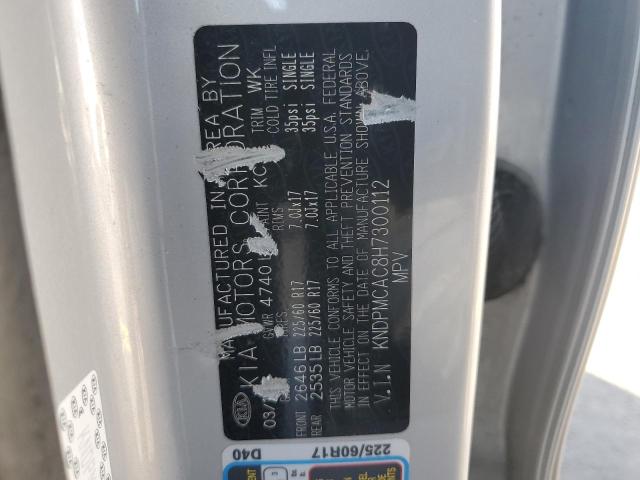 MANUFACTURED IN KOREA BY
KIA MOTORS CORPORATION
03/ GVWR 4740 PAINT KC TRIM WK
TIRES RIMS COLD TIRE INFL
FRONT 2646LB 225/60 R17 7.0Jx17 35psi SINGLE
REAR 2535LB 225/60 R17 7.0Jx17 35psi SINGLE
THIS VEHICLE CONFORMS TO ALL APPLICABLE U.S.A. FEDERAL
MOTOR VEHICLE SAFETY AND THEFT PREVENTION STANDARDS
IN EFFECT ON THE DATE OF MANUFACTURE SHOWN ABOVE.
V.I.N KNDPMCAC8H7300112
MPV
KIA
225/60R17
D40